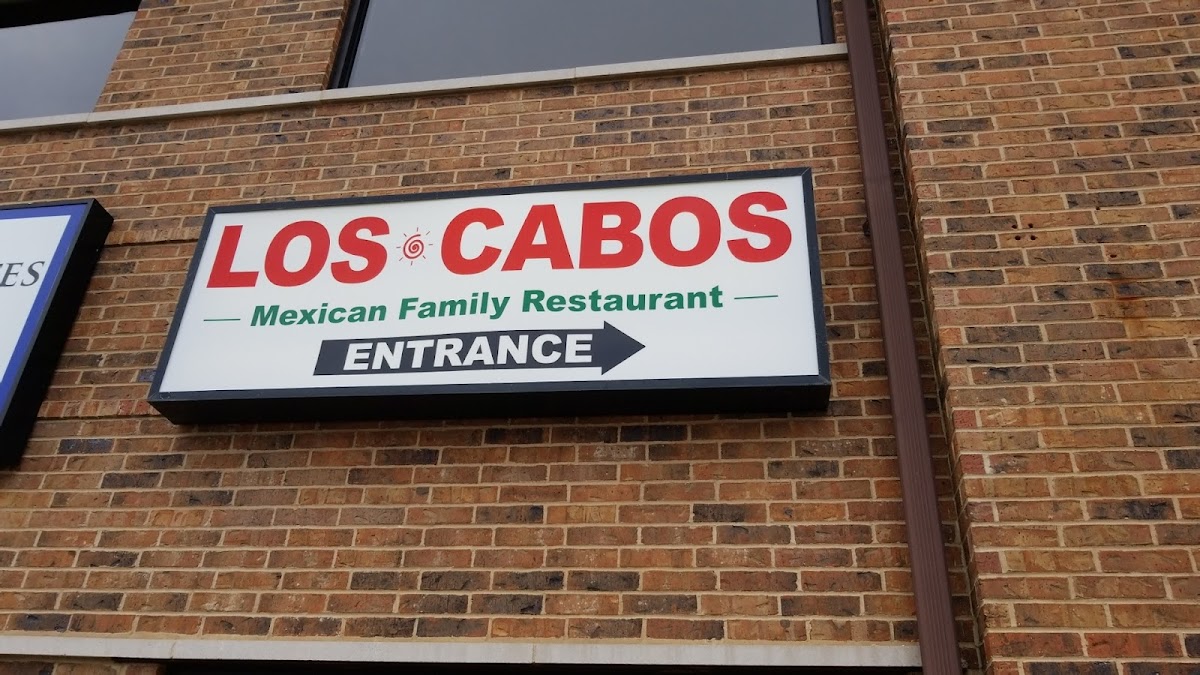 LOS CABOS
Mexican Family Restaurant
ENTRANCE